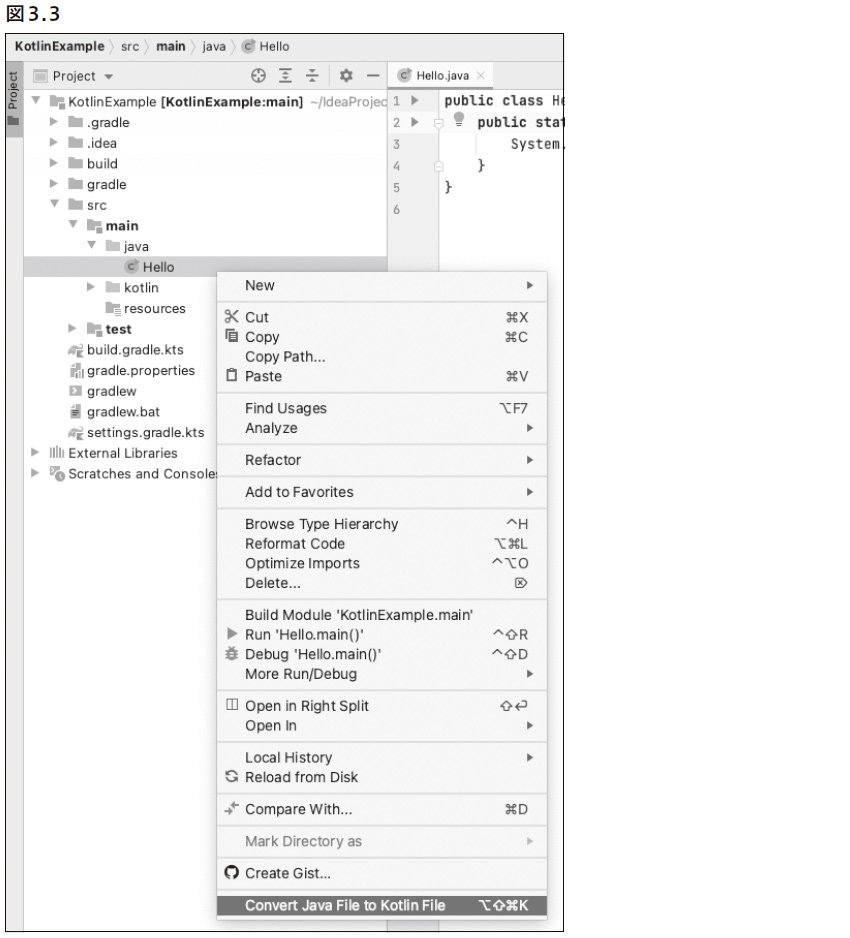 図3.3
KotlinExample 〉 src 〉 main 〉 java 〉 Hello
Project
Project
Hello.java ×
KotlinExample [KotlinExample:main] ~/IdeaProjec
.gradle
.idea
build
gradle
src
main
java
Hello
kotlin
resources
test
build.gradle.kts
gradle.properties
gradlew
gradlew.bat
settings.gradle.kts
External Libraries
Scratches and Console
1 public class He
2 public stat
3 System.
4 }
5 }
6
New
Cut ⌘X
Copy ⌘C
Copy Path...
Paste ⌘V
Find Usages ⌥F7
Analyze
Refactor
Add to Favorites
Browse Type Hierarchy ^H
Reformat Code ⌥⌘L
Optimize Imports ^⌥O
Delete... ⌦
Build Module 'KotlinExample.main'
Run 'Hello.main()' ^⇧R
Debug 'Hello.main()' ^⇧D
More Run/Debug
Open in Right Split ⇧⏎
Open In
Local History
Reload from Disk
Compare With... ⌘D
Mark Directory as
Create Gist...
Convert Java File to Kotlin File ⌥⇧⌘K